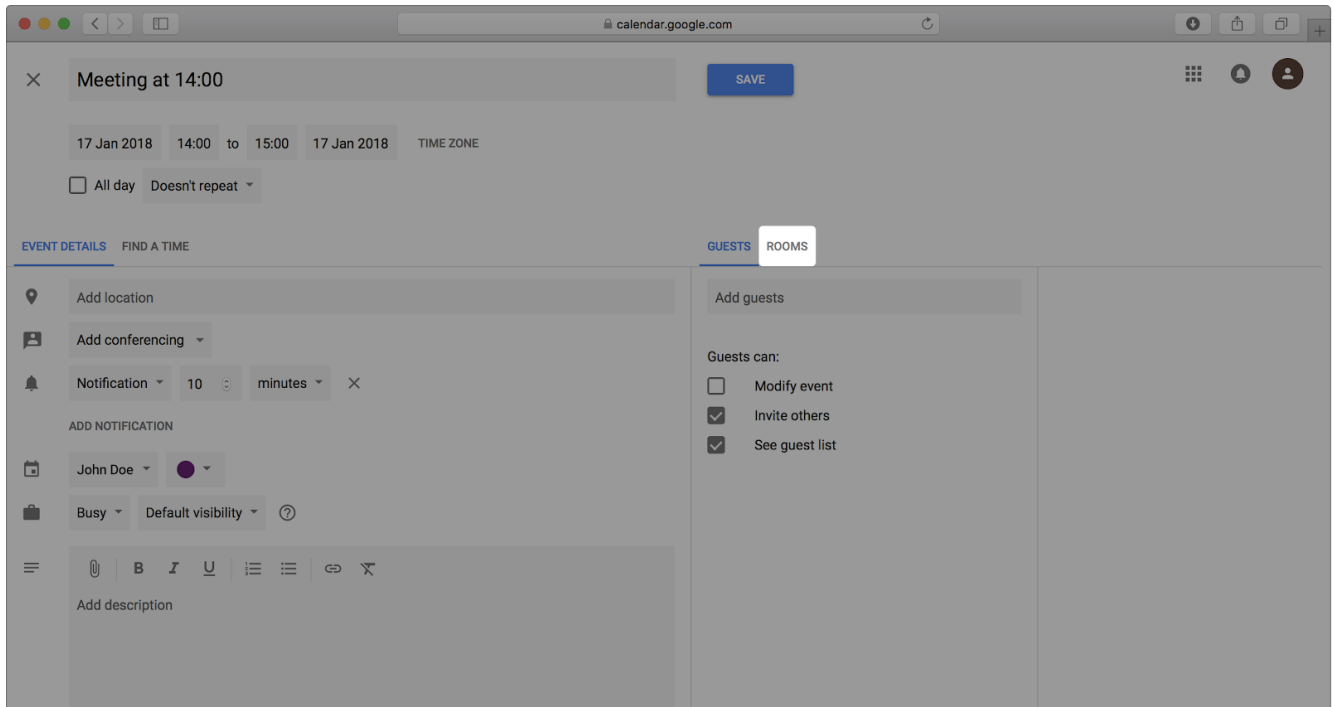 calendar.google.com
Meeting at 14:00
SAVE
17 Jan 2018 14:00 to 15:00 17 Jan 2018 TIME ZONE
All day Doesn't repeat
EVENT DETAILS FIND A TIME
GUESTS ROOMS
Add location
Add guests
Add conferencing
Guests can:
Notification 10 minutes
Modify event
Invite others
ADD NOTIFICATION
See guest list
John Doe
Busy Default visibility
B I U
Add description